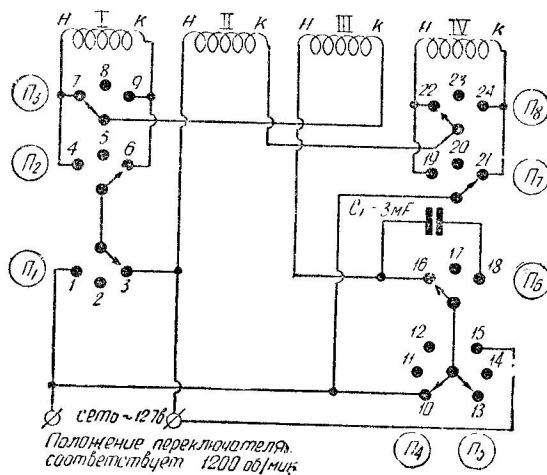 Н I К II Н К III Н К IV
П3 7 8 9 22 23 24 П8
П2 4 5 6 19 20 21 П7
C1-3мF
П1 1 2 3 16 17 18 П6
12 15
11 14
10 13
сеть ~127в
П4 П5
Положение переключателя
соответствует 1200 об/мин